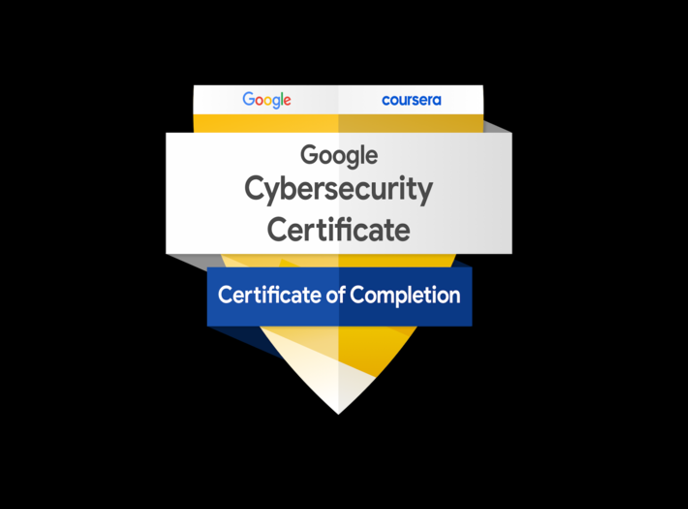 Google coursera
Google
Cybersecurity
Certificate
Certificate of Completion